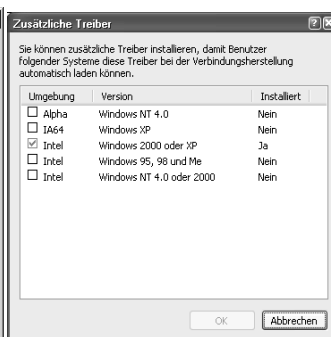 Zusätzliche Treiber
Sie können zusätzliche Treiber installieren, damit Benutzer
folgender Systeme diese Treiber bei der Verbindungsherstellung
automatisch laden können.
Umgebung Version Installiert
Alpha Windows NT 4.0 Nein
IA64 Windows XP Nein
Intel Windows 2000 oder XP Ja
Intel Windows 95, 98 und Me Nein
Intel Windows NT 4.0 oder 2000 Nein
OK Abbrechen